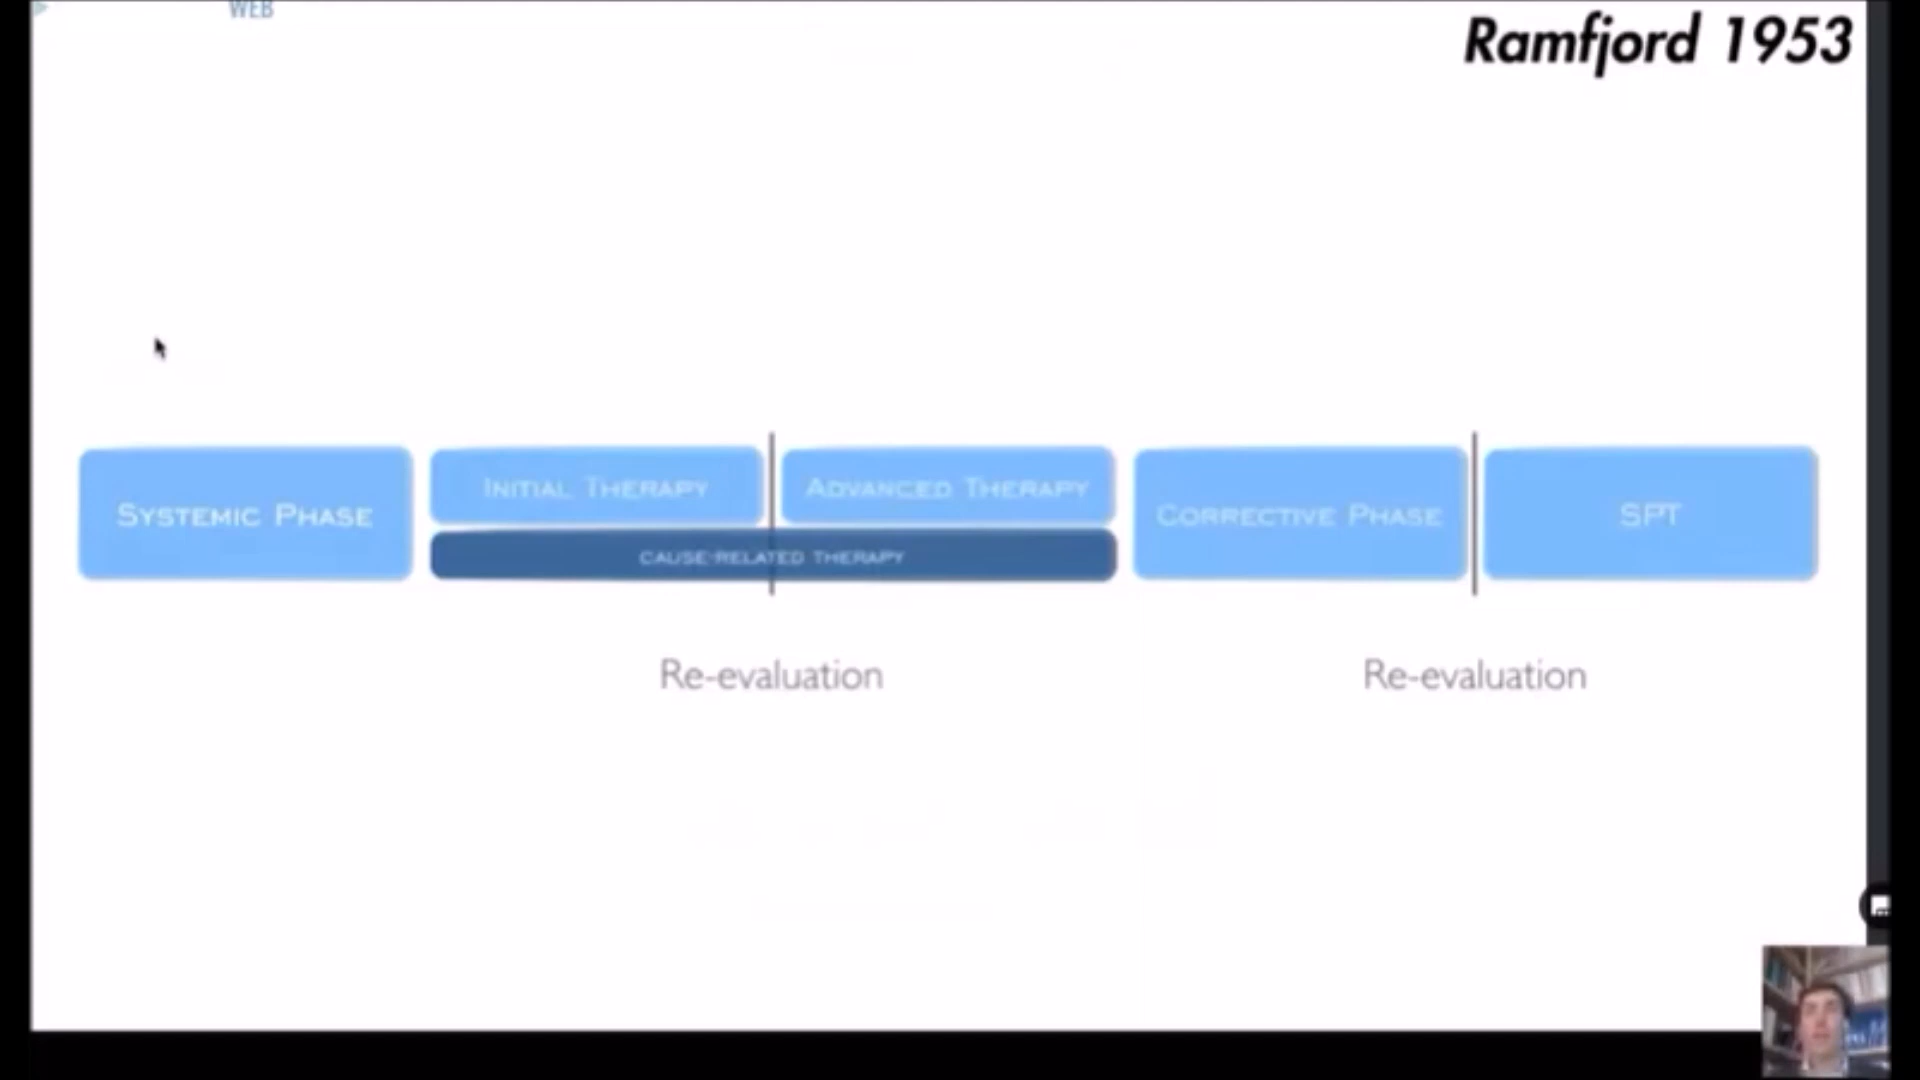 WEB
Ramfjord 1953
SYSTEMIC PHASE
INITIAL THERAPY
ADVANCED THERAPY
CAUSE-RELATED THERAPY
CORRECTIVE PHASE
SPT
Re-evaluation
Re-evaluation